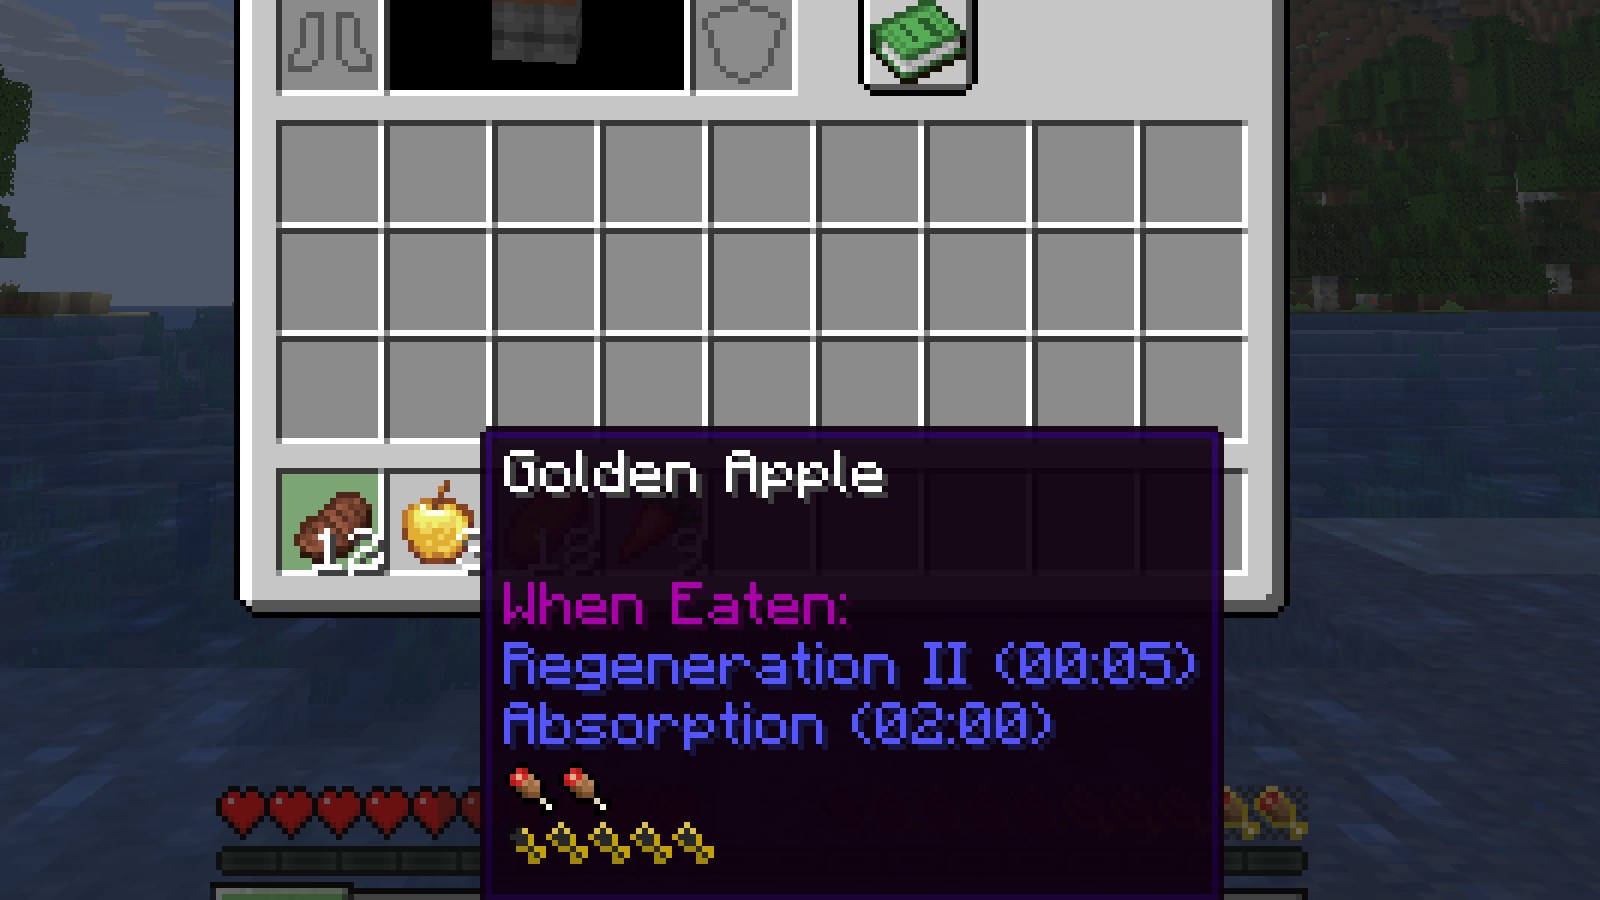 Golden Apple
When Eaten:
Regeneration II (00:05)
Absorption (02:00)